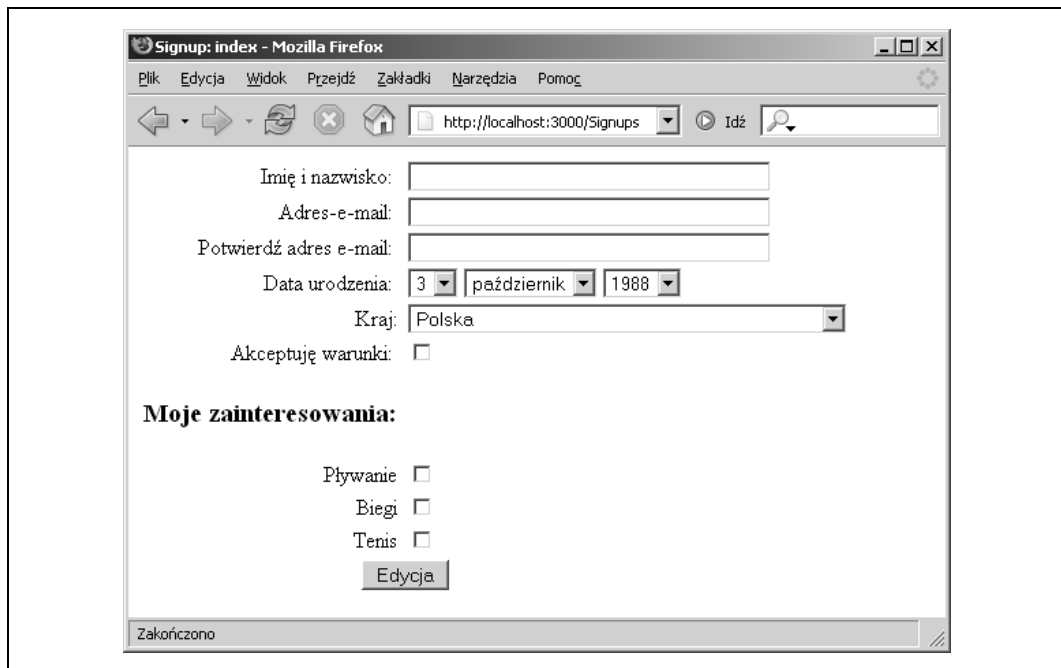 Signup: index - Mozilla Firefox
Plik Edycja Widok Przejdź Zakładki Narzędzia Pomoc
http://localhost:3000/Signups Idź
Imię i nazwisko:
Adres-e-mail:
Potwierdź adres e-mail:
Data urodzenia: 3 październik 1988
Kraj: Polska
Akceptuję warunki:
Moje zainteresowania:
Pływanie
Biegi
Tenis
Edycja
Zakończono